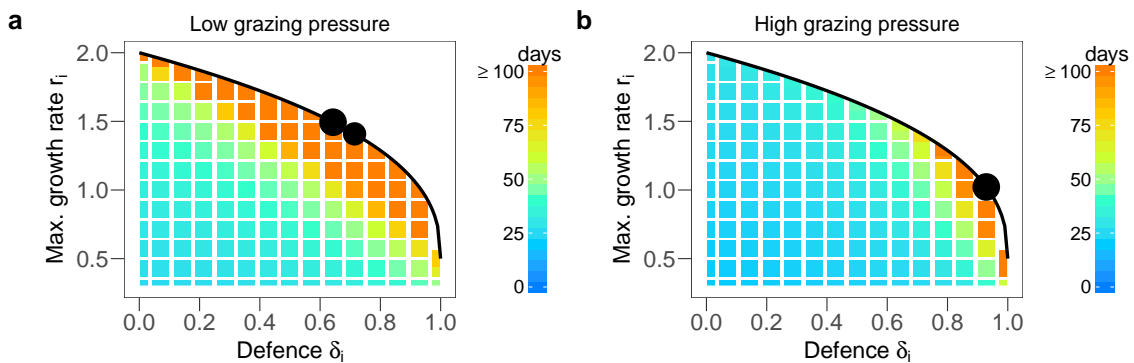 a
Low grazing pressure
Max. growth rate r_i
2.0
1.5
1.0
0.5
0.0 0.2 0.4 0.6 0.8 1.0
Defence δ_i
days
≥ 100
75
50
25
0
b
High grazing pressure
Max. growth rate r_i
2.0
1.5
1.0
0.5
0.0 0.2 0.4 0.6 0.8 1.0
Defence δ_i
days
≥ 100
75
50
25
0